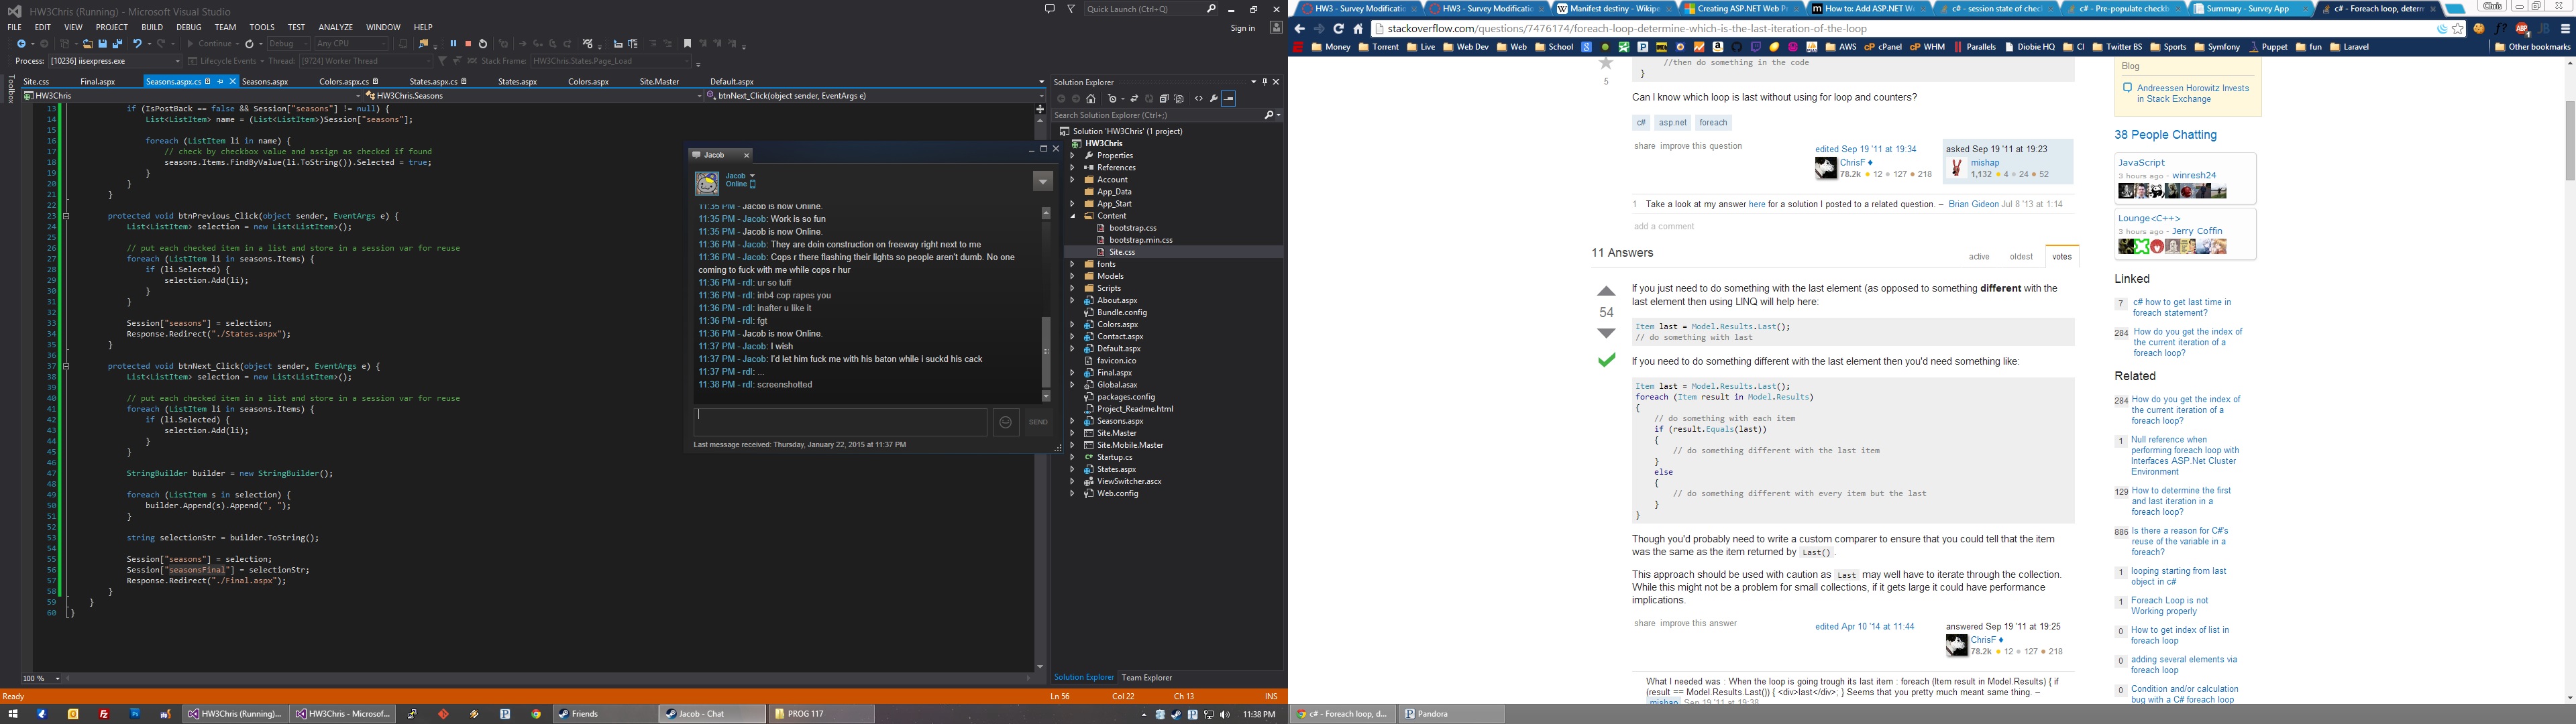 HW3Chris (Running) - Microsoft Visual Studio
Quick Launch (Ctrl+Q)
FILE EDIT VIEW PROJECT BUILD DEBUG TEAM TOOLS TEST ARCHITECTURE ANALYZE WINDOW HELP
Sign in
Continue Debug Any CPU
Process: [10236] iisexpress.exe Lifecycle Events Thread: [9724] Worker Thread Stack Frame: HW3Chris.States.Page_Load
Toolbox
Site.css Final.aspx Seasons.aspx.cs Seasons.aspx Colors.aspx.cs States.aspx.cs States.aspx Colors.aspx Site.Master Default.aspx
HW3Chris HW3Chris.Seasons btnNext_Click(object sender, EventArgs e)
13 if (IsPostBack == false && Session["seasons"] != null) {
14 List<ListItem> name = (List<ListItem>)Session["seasons"];
15
16 foreach (ListItem li in name) {
17 // check by checkbox value and assign as checked if found
18 seasons.Items.FindByValue(li.ToString()).Selected = true;
19 }
20 }
21 }
22
23 protected void btnPrevious_Click(object sender, EventArgs e) {
24 List<ListItem> selection = new List<ListItem>();
25
26 // put each checked item in a list and store in a session var for reuse
27 foreach (ListItem li in seasons.Items) {
28 if (li.Selected) {
29 selection.Add(li);
30 }
31 }
32
33 Session["seasons"] = selection;
34 Response.Redirect("./States.aspx");
35 }
36
37 protected void btnNext_Click(object sender, EventArgs e) {
38 List<ListItem> selection = new List<ListItem>();
39
40 // put each checked item in a list and store in a session var for reuse
41 foreach (ListItem li in seasons.Items) {
42 if (li.Selected) {
43 selection.Add(li);
44 }
45 }
46
47 StringBuilder builder = new StringBuilder();
48
49 foreach (ListItem s in selection) {
50 builder.Append(s).Append(", ");
51 }
52
53 string selectionStr = builder.ToString();
54
55 Session["seasons"] = selection;
56 Session["seasonsFinal"] = selectionStr;
57 Response.Redirect("./Final.aspx");
58 }
59 }
60 }
100 %
Ready Ln 56 Col 22 Ch 13 INS
Jacob
Jacob
Online
11:35 PM - Jacob is now Online.
11:35 PM - Jacob: Work is so fun
11:35 PM - Jacob is now Online.
11:36 PM - Jacob: They are doin construction on freeway right next to me
11:36 PM - Jacob: Cops r there flashing their lights so people aren't dumb. No one
coming to fuck with me while cops r hur
11:36 PM - rdl: ur so tuff
11:36 PM - rdl: inb4 cop rapes you
11:36 PM - rdl: inafter u like it
11:36 PM - rdl: fgt
11:36 PM - Jacob is now Online.
11:37 PM - Jacob: I wish
11:37 PM - Jacob: I'd let him fuck me with his baton while i suckd his cack
11:37 PM - rdl: ...
11:38 PM - rdl: screenshotted
SEND
Last message received: Thursday, January 22, 2015 at 11:37 PM
Solution Explorer
Search Solution Explorer (Ctrl+;)
Solution 'HW3Chris' (1 project)
HW3Chris
Properties
References
Account
App_Data
App_Start
Content
bootstrap.css
bootstrap.min.css
Site.css
fonts
Models
Scripts
About.aspx
Bundle.config
Colors.aspx
Contact.aspx
Default.aspx
favicon.ico
Final.aspx
Global.asax
packages.config
Project_Readme.html
Seasons.aspx
Site.Master
Site.Mobile.Master
Startup.cs
States.aspx
ViewSwitcher.ascx
Web.config
Solution Explorer Team Explorer
HW3Chris (Running)... HW3Chris - Microsof... Friends Jacob - Chat PROG 117 11:38 PM
HW3 - Survey Modificati HW3 - Survey Modificati Manifest destiny - Wikipe Creating ASP.NET Web P How to: Add ASP.NET W c# - session state of chec c# - Pre-populate checkb Summary - Survey App c# - Foreach loop, determ Chris
stackoverflow.com/questions/7476174/foreach-loop-determine-which-is-the-last-iteration-of-the-loop
Money Torrent Live Web Dev Web School AWS cPanel WHM Parallels Diobie HQ CI Twitter BS Sports Symfony Puppet fun Laravel Other bookmarks
//then do something in the code
}
5
Can I know which loop is last without using for loop and counters?
c# asp.net foreach
share improve this question
edited Sep 19 '11 at 19:34
ChrisF ♦
78.2k 12 127 218
asked Sep 19 '11 at 19:23
mishap
1,132 4 24 52
1 Take a look at my answer here for a solution I posted to a related question. – Brian Gideon Jul 8 '13 at 1:14
add a comment
11 Answers
active oldest votes
54
If you just need to do something with the last element (as opposed to something different with the
last element then using LINQ will help here:
Item last = Model.Results.Last();
// do something with last
If you need to do something different with the last element then you'd need something like:
Item last = Model.Results.Last();
foreach (Item result in Model.Results)
{
// do something with each item
if (result.Equals(last))
{
// do something different with the last item
}
else
{
// do something different with every item but the last
}
}
Though you'd probably need to write a custom comparer to ensure that you could tell that the item
was the same as the item returned by Last().
This approach should be used with caution as Last may well have to iterate through the collection.
While this might not be a problem for small collections, if it gets large it could have performance
implications.
share improve this answer
edited Apr 10 '14 at 11:44
answered Sep 19 '11 at 19:25
ChrisF ♦
78.2k 12 127 218
What I needed was : When the loop is going trough its last item : foreach (Item result in Model.Results) { if
(result == Model.Results.Last()) { <div>last</div>; } Seems that you pretty much meant same thing. –
mishap Sep 19 '11 at 19:38
Blog
Andreessen Horowitz Invests
in Stack Exchange
38 People Chatting
JavaScript
3 hours ago - winresh24
Lounge<C++>
3 hours ago - Jerry Coffin
Linked
7 c# how to get last time in
foreach statement?
284 How do you get the index of
the current iteration of a
foreach loop?
Related
284 How do you get the index of
the current iteration of a
foreach loop?
1 Null reference when
performing foreach loop with
Interfaces ASP.Net Cluster
Environment
129 How to determine the first
and last iteration in a
foreach loop?
886 Is there a reason for C#'s
reuse of the variable in a
foreach?
1 looping starting from last
object in c#
1 Foreach Loop is not
Working properly
0 How to get index of list in
foreach loop
0 adding several elements via
foreach loop
0 Condition and/or calculation
bug with a C# foreach loop
c# - Foreach loop, d... Pandora